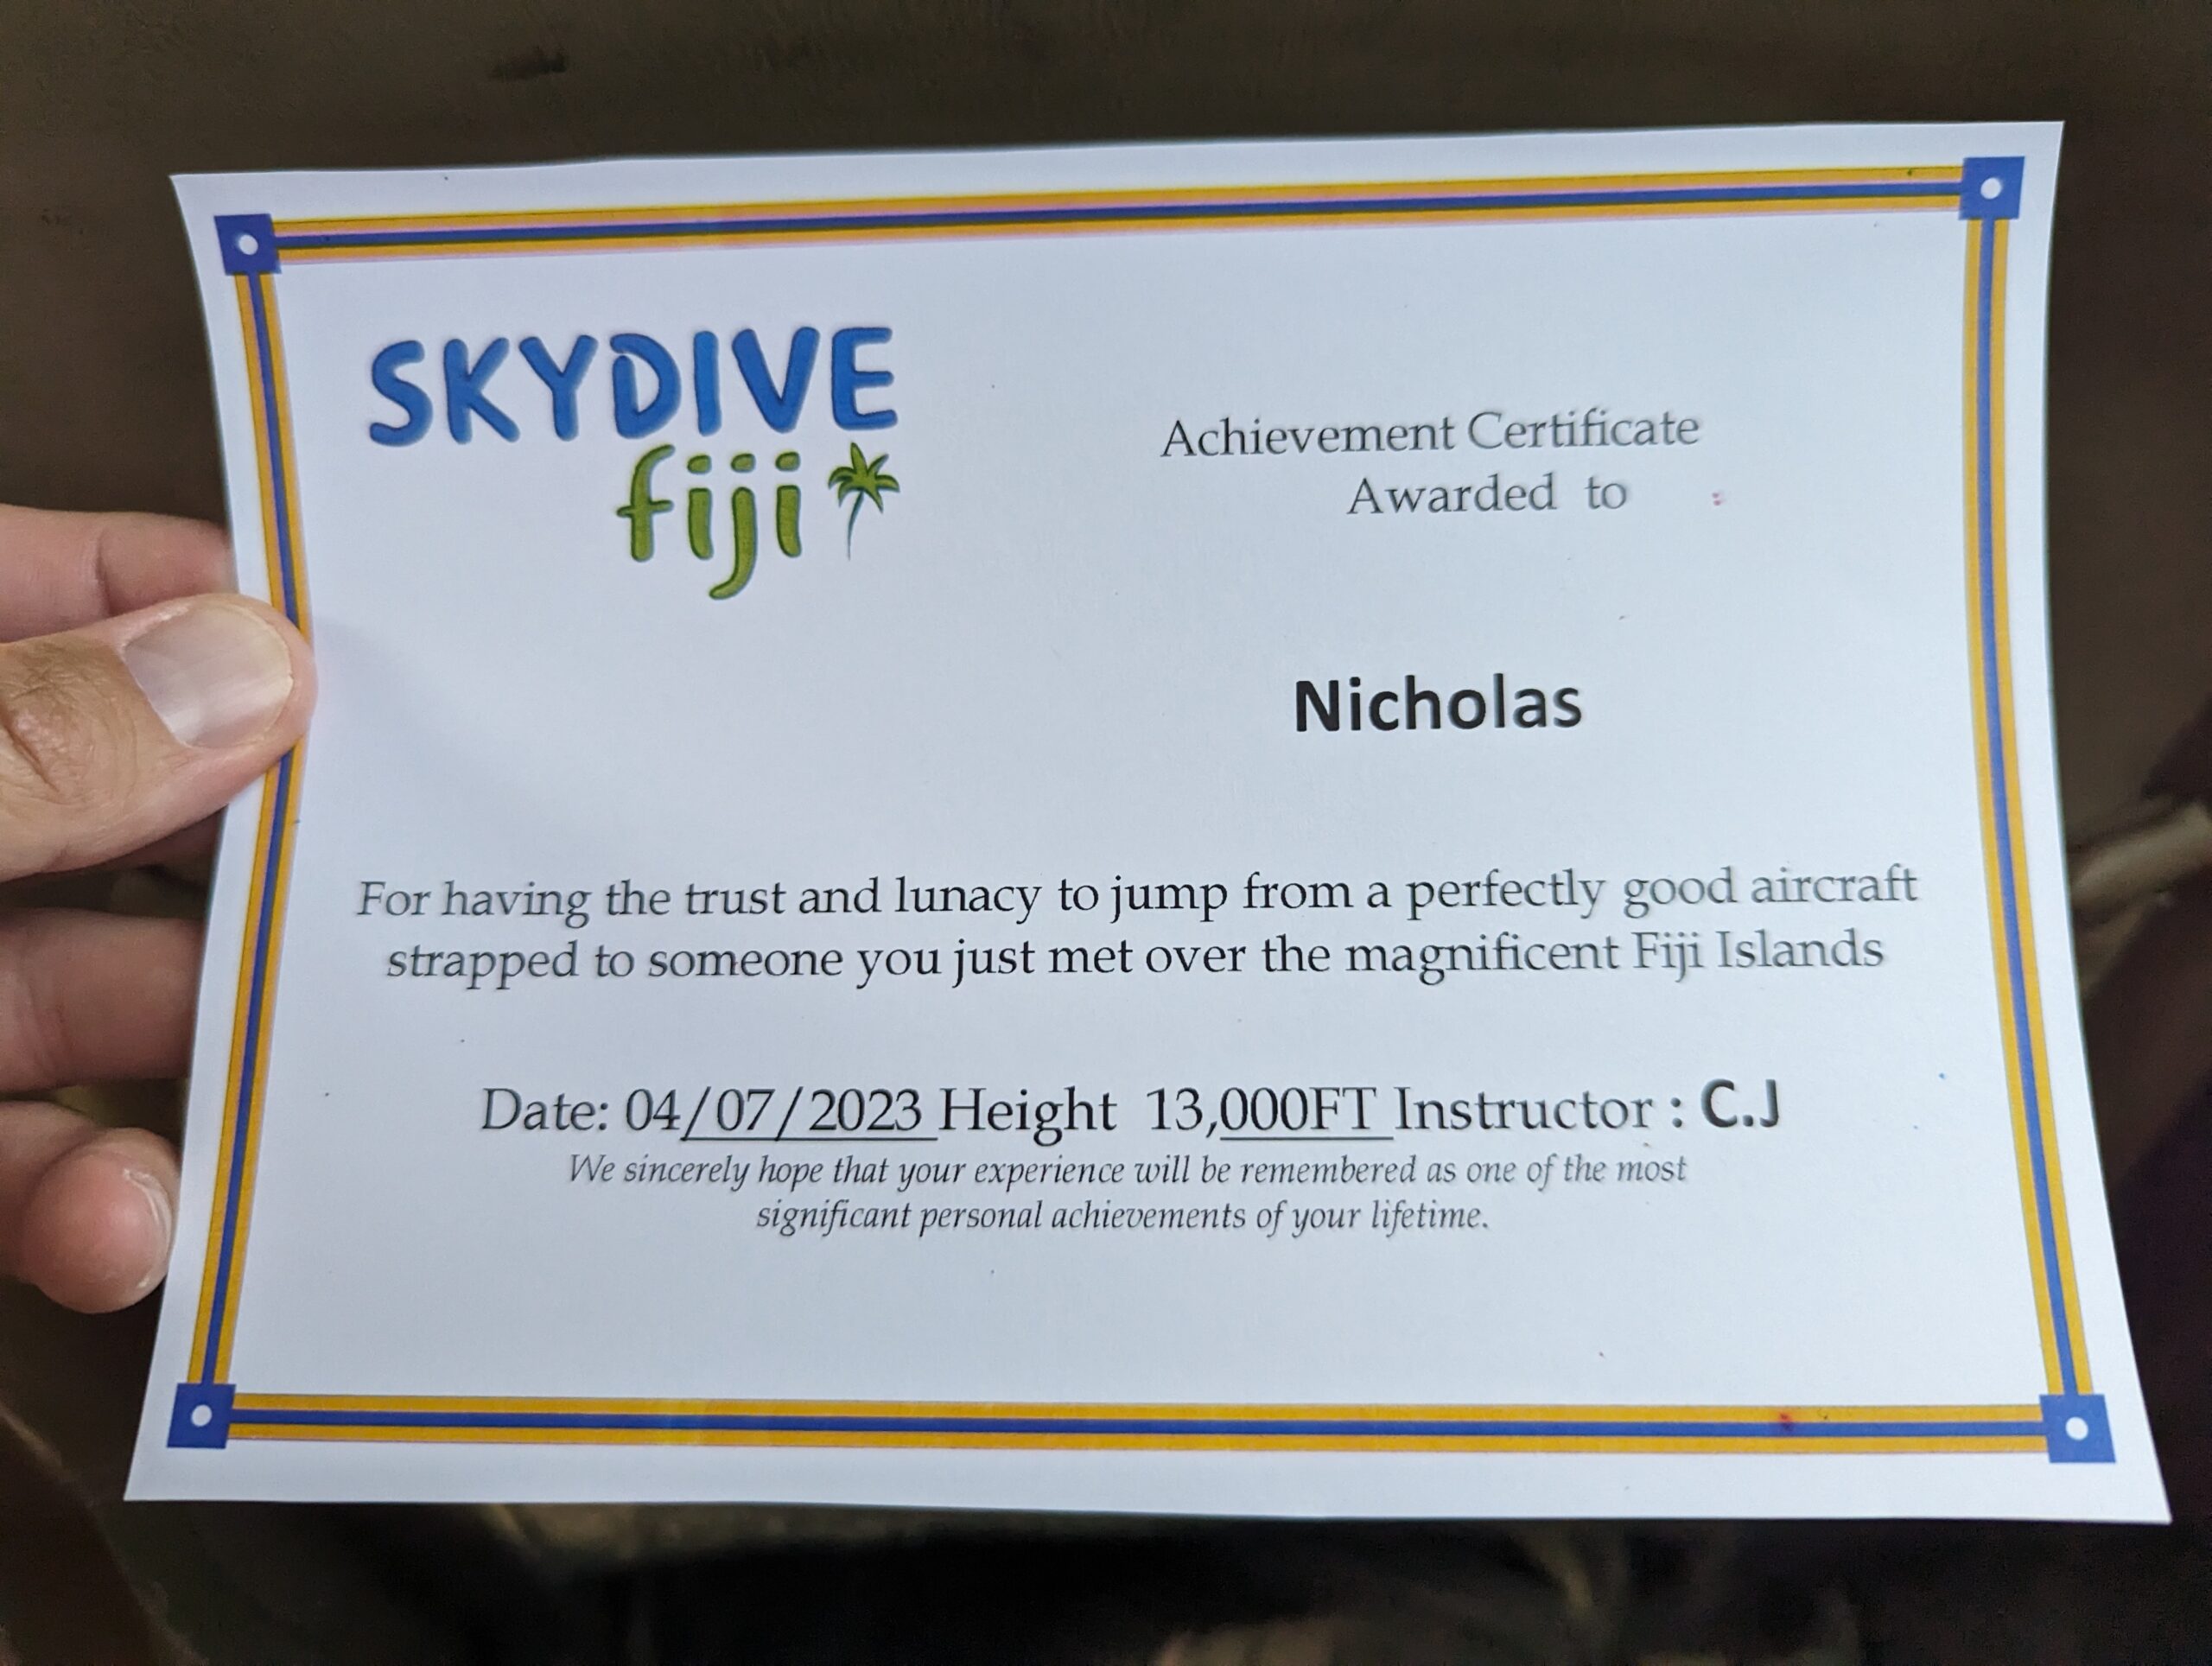 SKYDIVE
fiji
Achievement Certificate
Awarded to :
Nicholas
For having the trust and lunacy to jump from a perfectly good aircraft
strapped to someone you just met over the magnificent Fiji Islands
Date: 04/07/2023 Height 13,000FT Instructor : C.J
We sincerely hope that your experience will be remembered as one of the most
significant personal achievements of your lifetime.